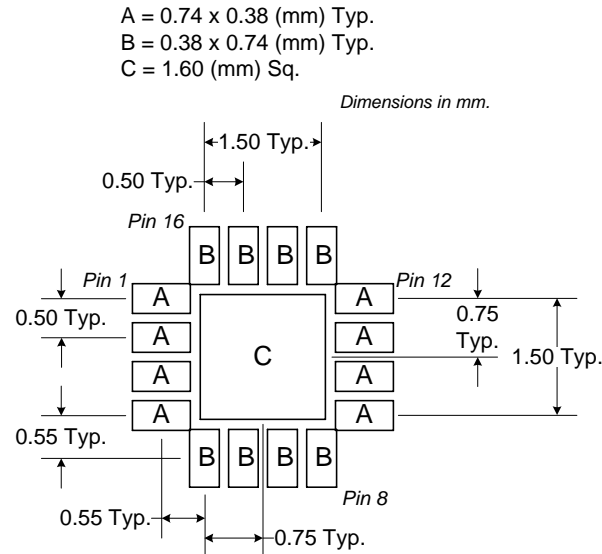 A = 0.74 x 0.38 (mm) Typ.
B = 0.38 x 0.74 (mm) Typ.
C = 1.60 (mm) Sq.
Dimensions in mm.
1.50 Typ.
0.50 Typ.
Pin 16
B B B B
Pin 1
Pin 12
A
A
0.50 Typ.
0.75
Typ.
A
A
C
1.50 Typ.
A
A
A
A
0.55 Typ.
B B B B
Pin 8
0.55 Typ.
0.75 Typ.